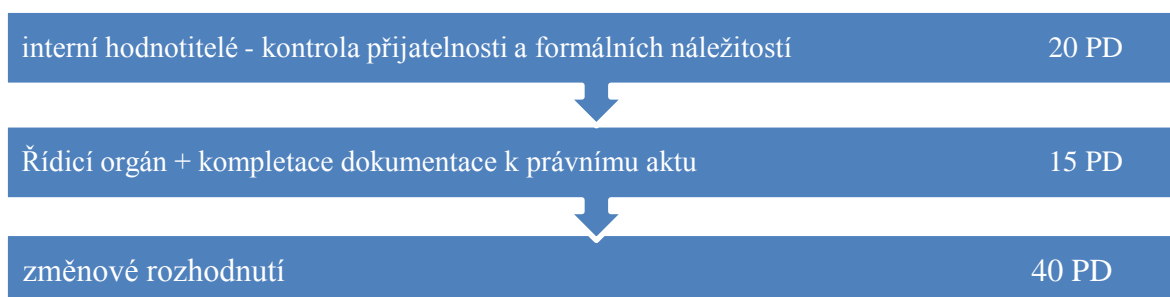 interní hodnotitelé - kontrola přijatelnosti a formálních náležitostí 20 PD
Řídicí orgán + kompletace dokumentace k právnímu aktu 15 PD
změnové rozhodnutí 40 PD